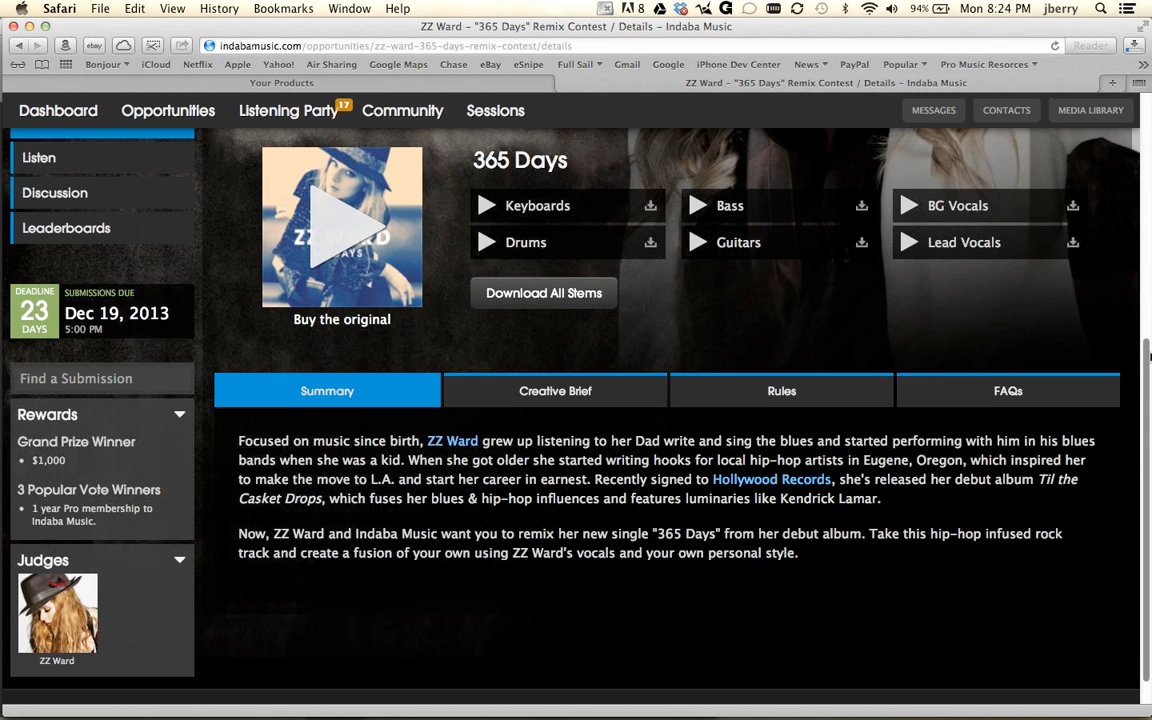 Safari File Edit View History Bookmarks Window Help 8 94% Mon 8:24 PM jberry
ZZ Ward - "365 Days" Remix Contest / Details – Indaba Music
ebay indabamusic.com/opportunities/zz-ward-365-days-remix-contest/details Reader
Bonjour iCloud Netflix Apple Yahoo! Air Sharing Google Maps Chase eBay eSnipe Full Sail Gmail Google iPhone Dev Center News PayPal Popular Pro Music Resorces
Your Products ZZ Ward – "365 Days" Remix Contest / Details – Indaba Music
Dashboard Opportunities Listening Party 17 Community Sessions MESSAGES CONTACTS MEDIA LIBRARY
Listen
Discussion
Leaderboards
DEADLINE
23
DAYS
SUBMISSIONS DUE
Dec 19, 2013
5:00 PM
Find a Submission
Rewards
Grand Prize Winner
• $1,000
3 Popular Vote Winners
• 1 year Pro membership to
Indaba Music.
Judges
ZZ Ward
ZZ WARD
DAYS
Buy the original
365 Days
Keyboards Bass BG Vocals
Drums Guitars Lead Vocals
Download All Stems
Summary Creative Brief Rules FAQs
Focused on music since birth, ZZ Ward grew up listening to her Dad write and sing the blues and started performing with him in his blues
bands when she was a kid. When she got older she started writing hooks for local hip-hop artists in Eugene, Oregon, which inspired her
to make the move to L.A. and start her career in earnest. Recently signed to Hollywood Records, she's released her debut album Til the
Casket Drops, which fuses her blues & hip-hop influences and features luminaries like Kendrick Lamar.
Now, ZZ Ward and Indaba Music want you to remix her new single "365 Days" from her debut album. Take this hip-hop infused rock
track and create a fusion of your own using ZZ Ward's vocals and your own personal style.